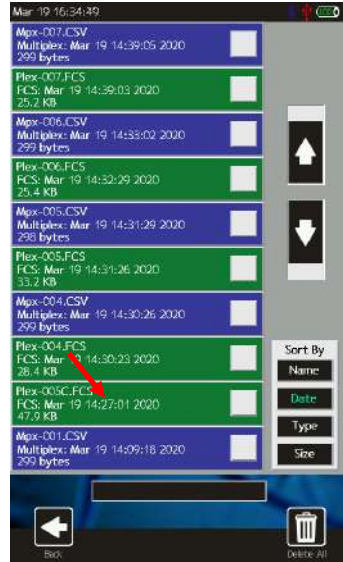 Mar 19 16:34:49
Mpx-007.CSV
Multiplex: Mar 19 14:39:05 2020
299 bytes
Plex-007.FCS
FCS: Mar 19 14:39:03 2020
25.2 KB
Mpx-006.CSV
Multiplex: Mar 19 14:33:02 2020
299 bytes
Plex-006.FCS
FCS: Mar 19 14:32:29 2020
25.4 KB
Mpx-005.CSV
Multiplex: Mar 19 14:31:29 2020
298 bytes
Plex-005.FCS
FCS: Mar 19 14:31:26 2020
33.2 KB
Mpx-004.CSV
Multiplex: Mar 19 14:30:26 2020
299 bytes
Plex-004.FCS
FCS: Mar 19 14:30:23 2020
28.4 KB
Plex-005C.FCS
FCS: Mar 19 14:27:01 2020
47.9 KB
Mpx-001.CSV
Multiplex: Mar 19 14:09:18 2020
299 bytes
Sort By
Name
Date
Type
Size
Back
Delete All